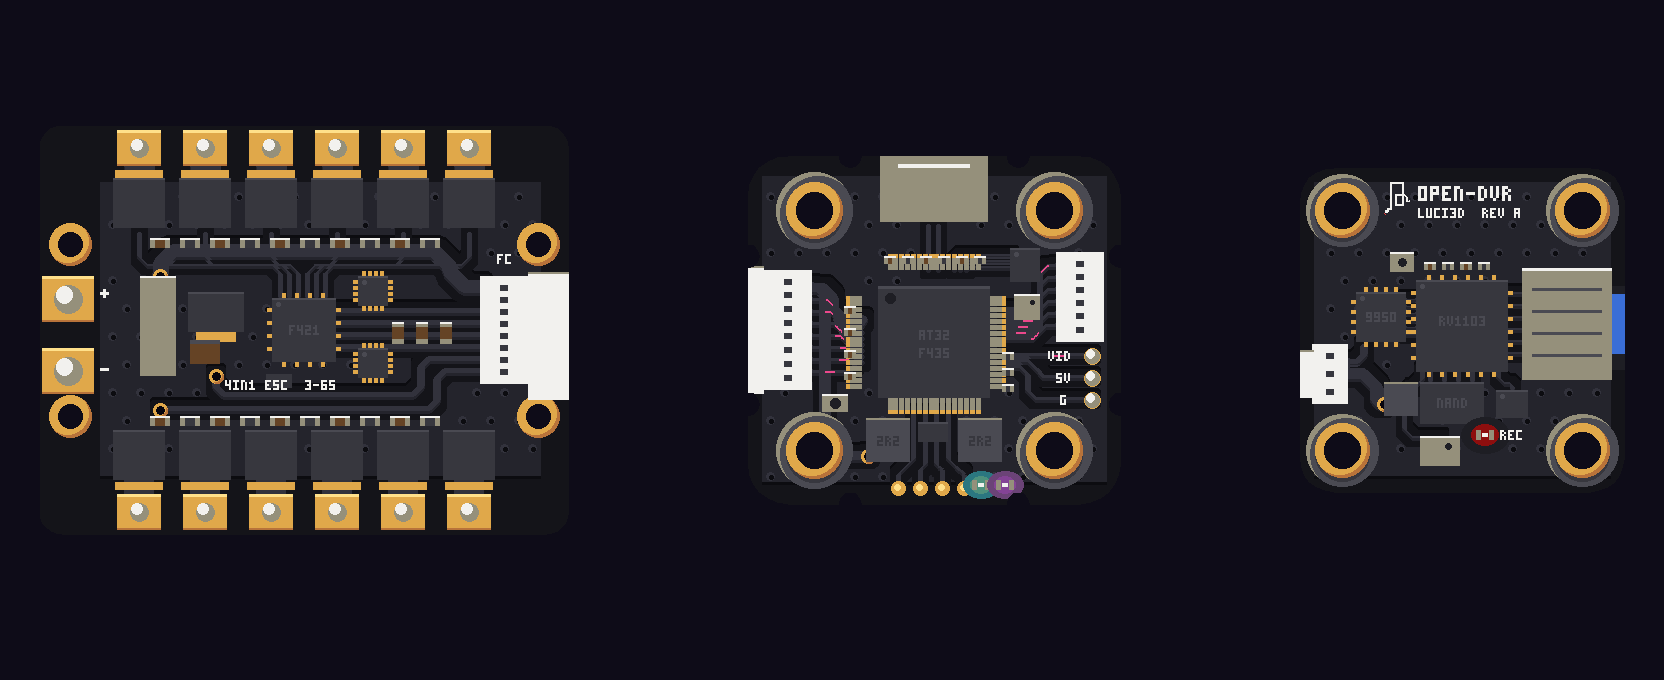 FC
+
F421
-
4IN1 ESC 3-6S
AT32
F435
VID
5V
G
2R2
2R2
OPEN-DVR
LUCI3D REV A
9950
RV1103
NAND
REC